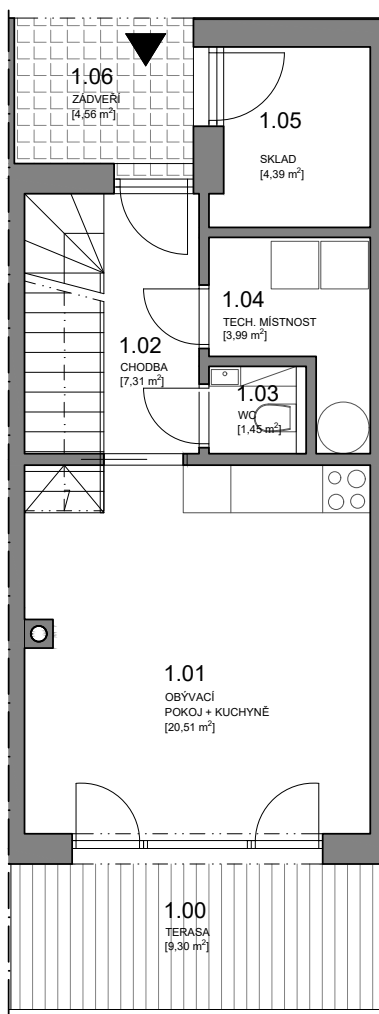 1.06
ZÁDVEŘÍ
[4,56 m²]
1.05
SKLAD
[4,39 m²]
1.04
TECH. MÍSTNOST
[3,99 m²]
1.02
CHODBA
[7,31 m²]
1.03
WC
[1,45 m²]
1.01
OBÝVACÍ
POKOJ + KUCHYNĚ
[20,51 m²]
1.00
TERASA
[9,30 m²]